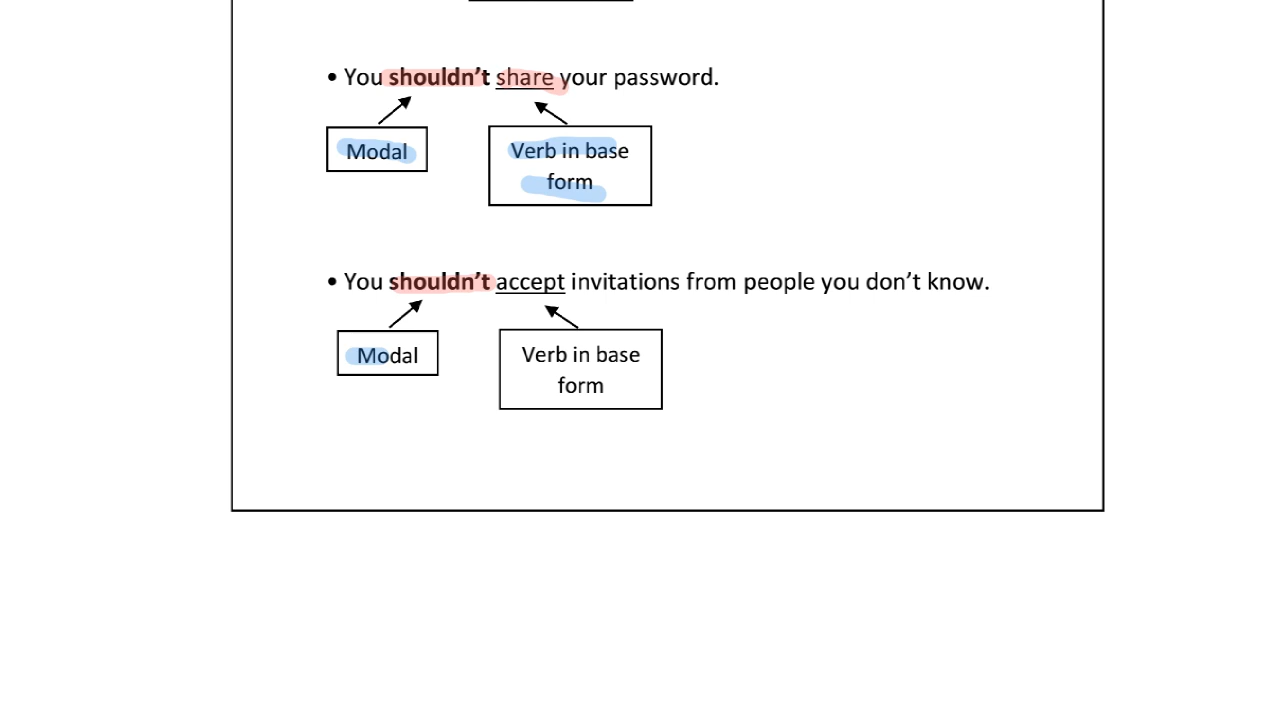 • You shouldn't share your password.
Modal
Verb in base
form
• You shouldn't accept invitations from people you don't know.
Modal
Verb in base
form